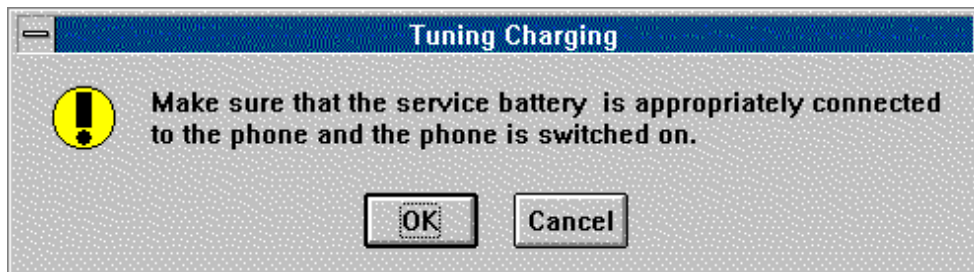 Tuning Charging
Make sure that the service battery  is appropriately connected
to the phone and the phone is switched on.
OK
Cancel